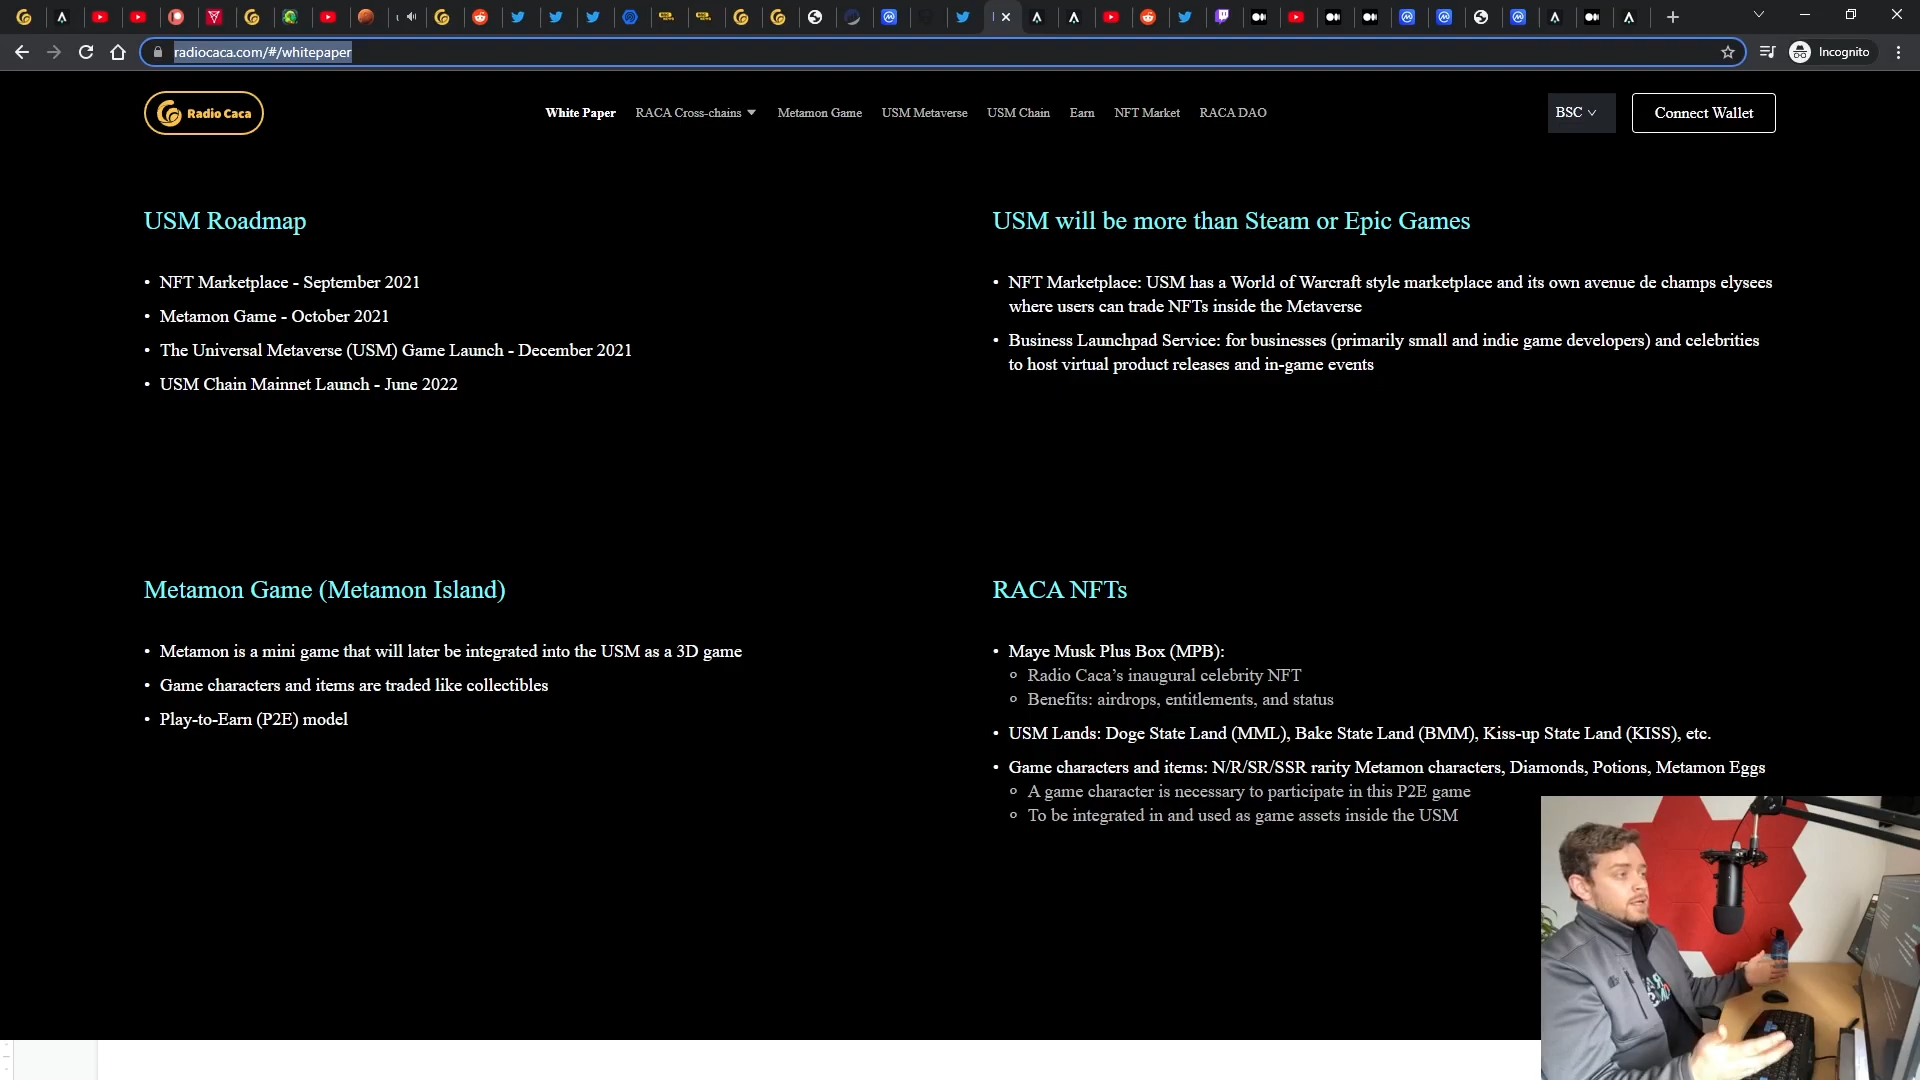 radiocaca.com/#/whitepaper
Incognito
Radio Caca
White Paper
RACA Cross-chains
Metamon Game
USM Metaverse
USM Chain
Earn
NFT Market
RACA DAO
BSC
Connect Wallet
USM Roadmap
• NFT Marketplace - September 2021
• Metamon Game - October 2021
• The Universal Metaverse (USM) Game Launch - December 2021
• USM Chain Mainnet Launch - June 2022
USM will be more than Steam or Epic Games
• NFT Marketplace: USM has a World of Warcraft style marketplace and its own avenue de champs elysees
where users can trade NFTs inside the Metaverse
• Business Launchpad Service: for businesses (primarily small and indie game developers) and celebrities
to host virtual product releases and in-game events
Metamon Game (Metamon Island)
• Metamon is a mini game that will later be integrated into the USM as a 3D game
• Game characters and items are traded like collectibles
• Play-to-Earn (P2E) model
RACA NFTs
• Maye Musk Plus Box (MPB):
Radio Caca’s inaugural celebrity NFT
Benefits: airdrops, entitlements, and status
• USM Lands: Doge State Land (MML), Bake State Land (BMM), Kiss-up State Land (KISS), etc.
• Game characters and items: N/R/SR/SSR rarity Metamon characters, Diamonds, Potions, Metamon Eggs
A game character is necessary to participate in this P2E game
To be integrated in and used as game assets inside the USM